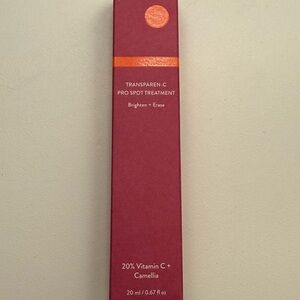 TRANSPAREN-C
PRO SPOT TREATMENT
Brighten + Erase
20% Vitamin C +
Camellia
20 ml / 0.67 fl oz